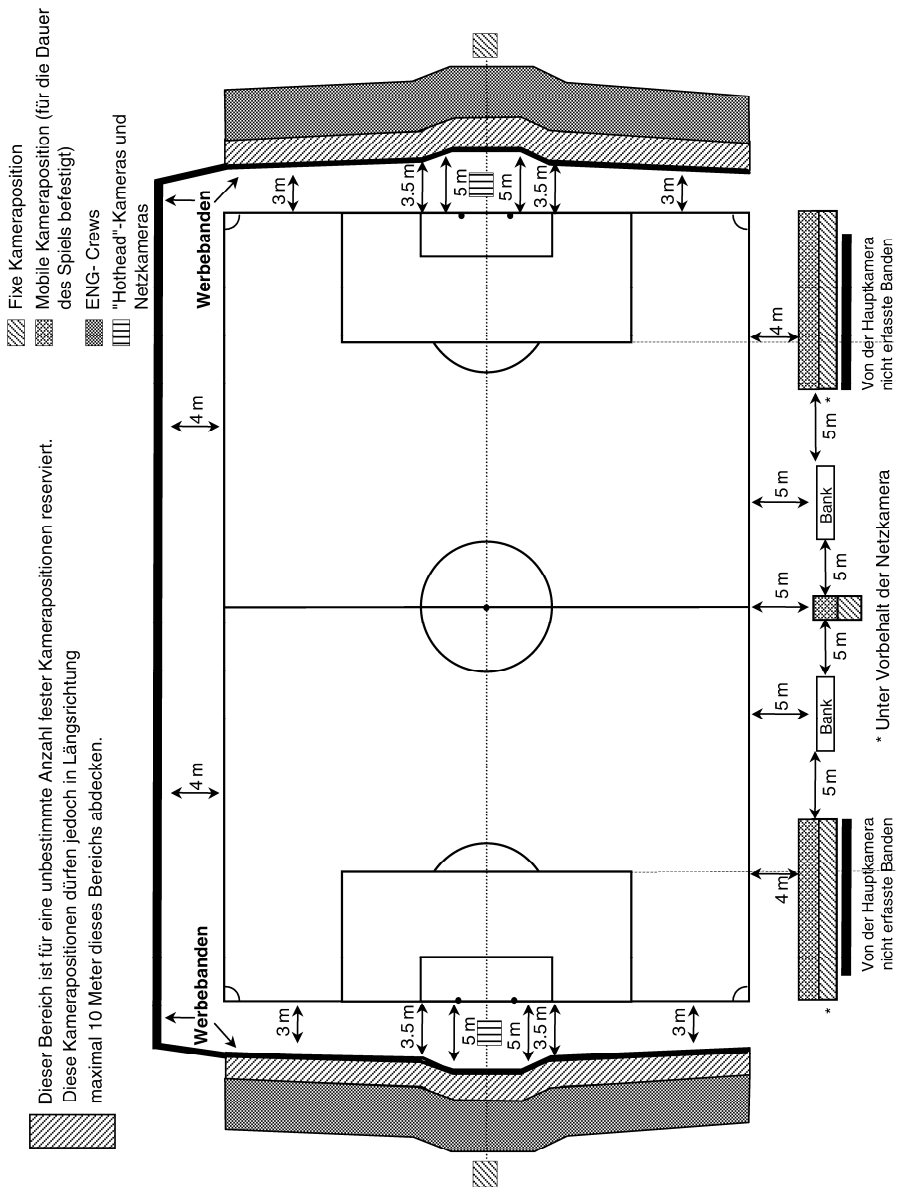 Fixe Kameraposition
Mobile Kameraposition (für die Dauer
des Spiels befestigt)
ENG- Crews
"Hothead"-Kameras und
Netzkameras
Dieser Bereich ist für eine unbestimmte Anzahl fester Kamerapositionen reserviert.
Diese Kamerapositionen dürfen jedoch in Längsrichtung
maximal 10 Meter dieses Bereichs abdecken.
Werbebanden
Werbebanden
4 m
4 m
3 m
3 m
3.5 m
3.5 m
5 m
5 m
5 m
5 m
3.5 m
3.5 m
3 m
3 m
4 m
5 m
5 m
5 m
4 m
5 m
Bank
5 m
5 m
Bank
5 m
*
*
Von der Hauptkamera
nicht erfasste Banden
Von der Hauptkamera
nicht erfasste Banden
* Unter Vorbehalt der Netzkamera